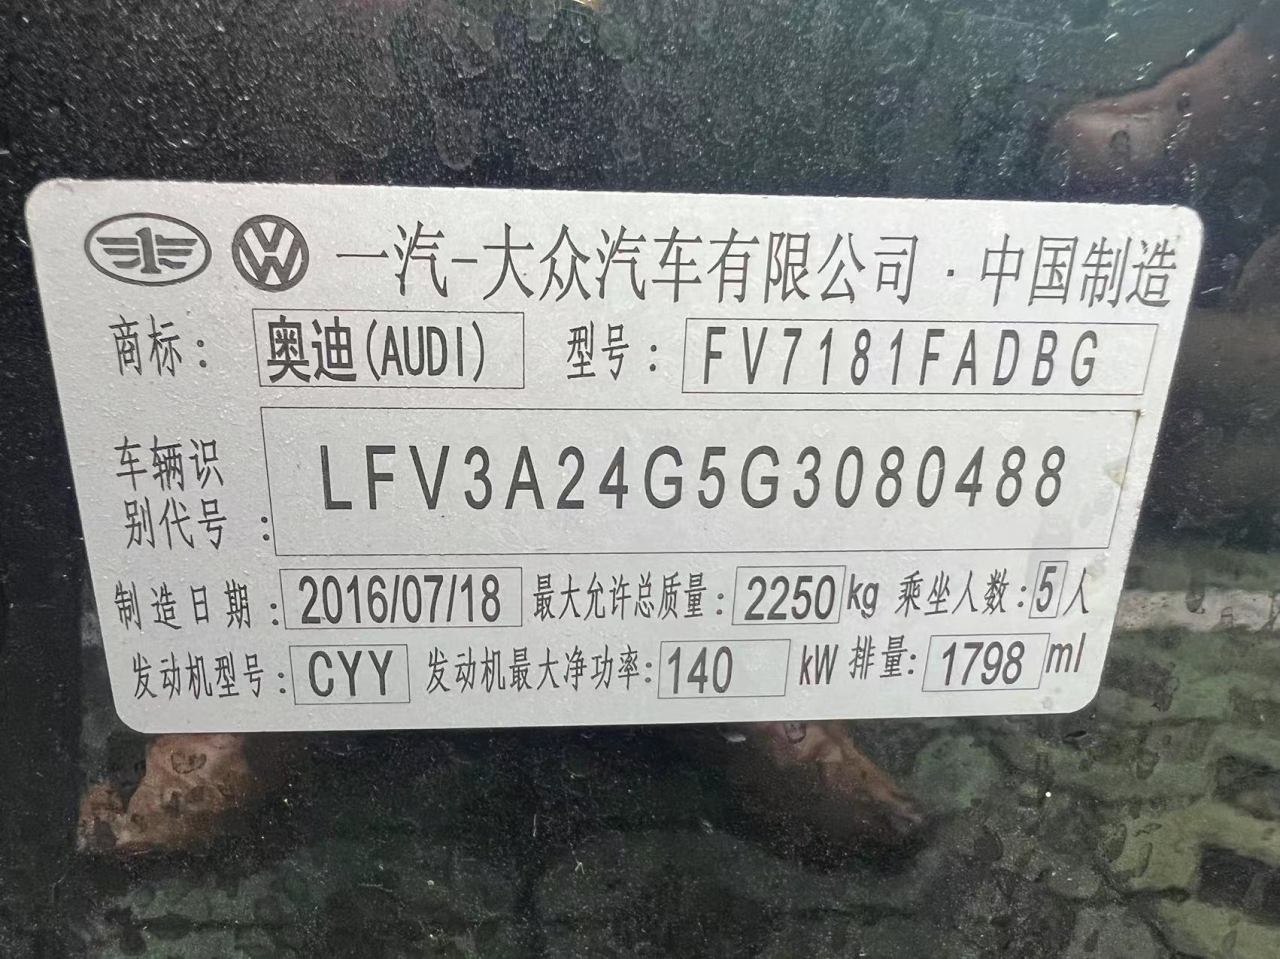 一汽-大众汽车有限公司·中国制造
商标： 奥迪(AUDI) 型号： FV7181FADBG
车辆识
别代号： LFV3A24G5G3080488
制造日期： 2016/07/18 最大允许总质量： 2250 kg 乘坐人数： 5 人
发动机型号： CYY 发动机最大净功率: 140 kW 排量: 1798 ml